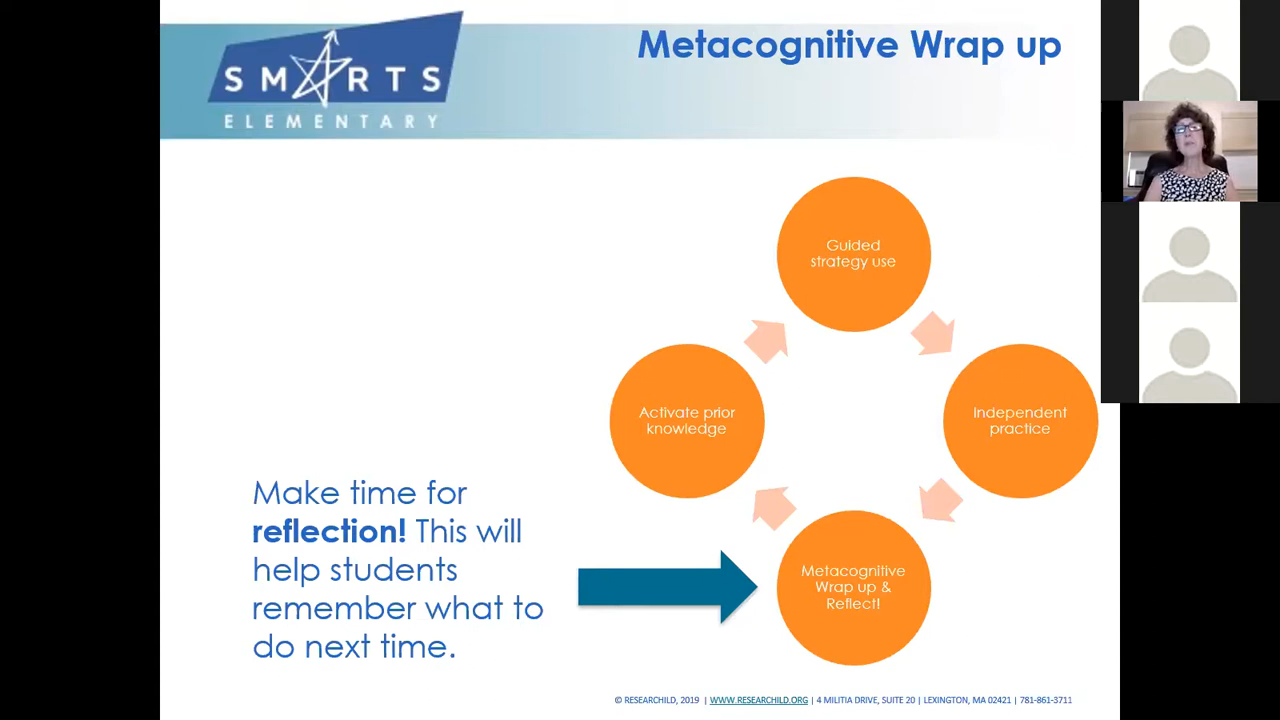 Metacognitive Wrap up
SMARTS
ELEMENTARY
Guided
strategy use
Activate prior
knowledge
Independent
practice
Make time for
reflection! This will
help students
remember what to
do next time.
Metacognitive
Wrap up &
Reflect!
© RESEARCHILD, 2019 | WWW.RESEARCHILD.ORG | 4 MILITIA DRIVE, SUITE 20 | LEXINGTON, MA 02421 | 781-861-3711